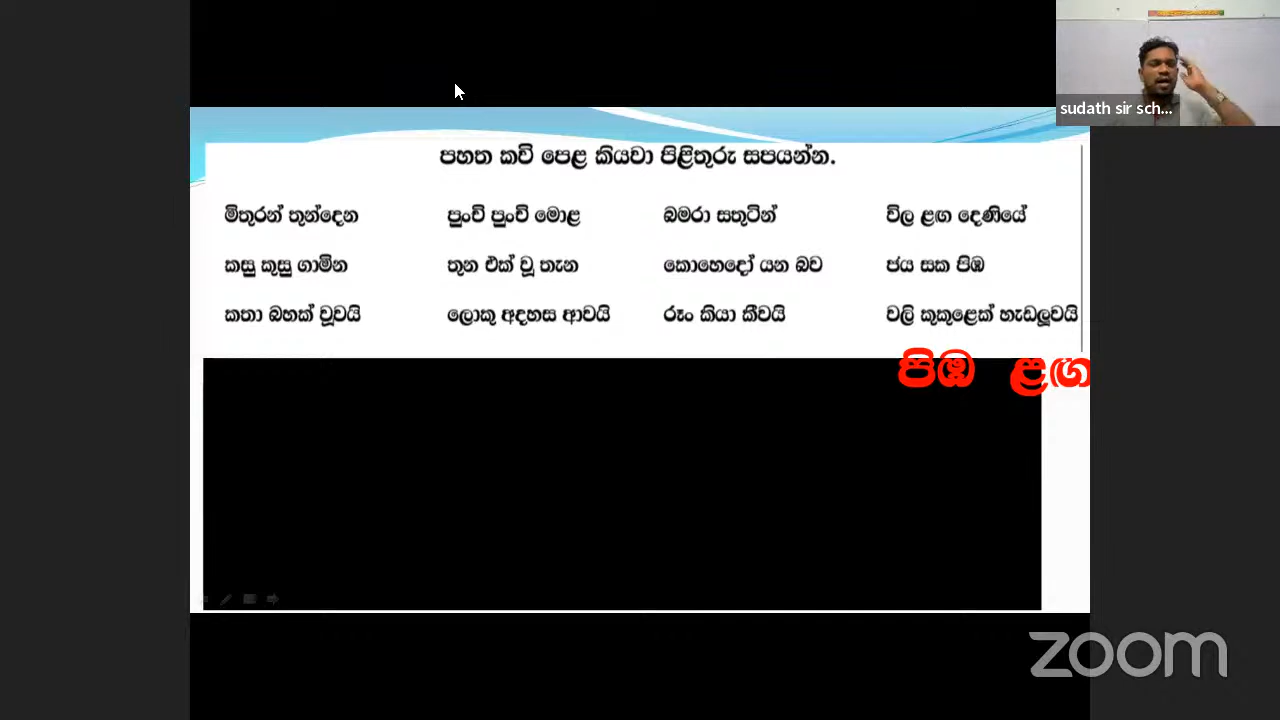 sudath sir sch...
පහත කවි පෙළ කියවා පිළිතුරු සපයන්න.
මිතුරන් තුන්දෙන
කසු කුසු ගාමින
කතා බහක් වූවයි
පුංචි පුංචි මොළ
තුන එක් වූ තැන
ලොකු අදහස ආවයි
බමරා සතුටින්
කොහෙදෝ යන බව
රූං කියා කීවයි
විල ළඟ දෙණියේ
ජය සක පිඹ
වලි කුකුළෙක් හැඩලූවයි
පිඹ ළඟ
zoom